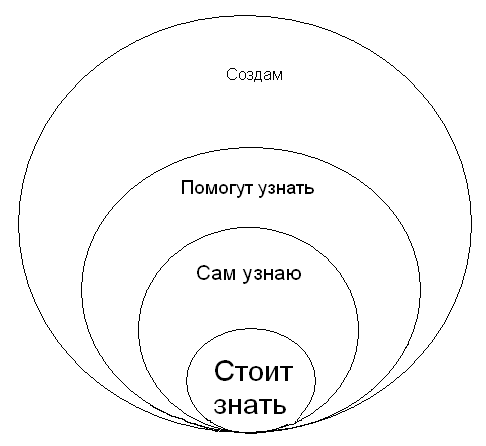 Создам
Помогут узнать
Сам узнаю
Стоит
знать